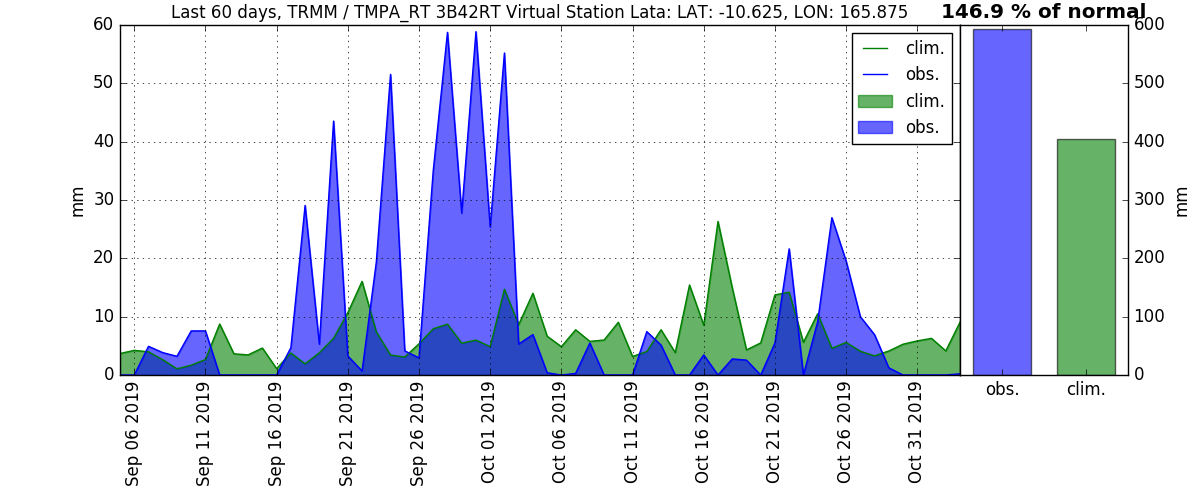 Last 60 days, TRMM / TMPA_RT 3B42RT Virtual Station Lata: LAT: -10.625, LON: 165.875
146.9 % of normal
60
50
40
30
20
10
0
mm
clim.
obs.
clim.
obs.
Sep 06 2019
Sep 11 2019
Sep 16 2019
Sep 21 2019
Sep 26 2019
Oct 01 2019
Oct 06 2019
Oct 11 2019
Oct 16 2019
Oct 21 2019
Oct 26 2019
Oct 31 2019
600
500
400
300
200
100
0
mm
obs.
clim.